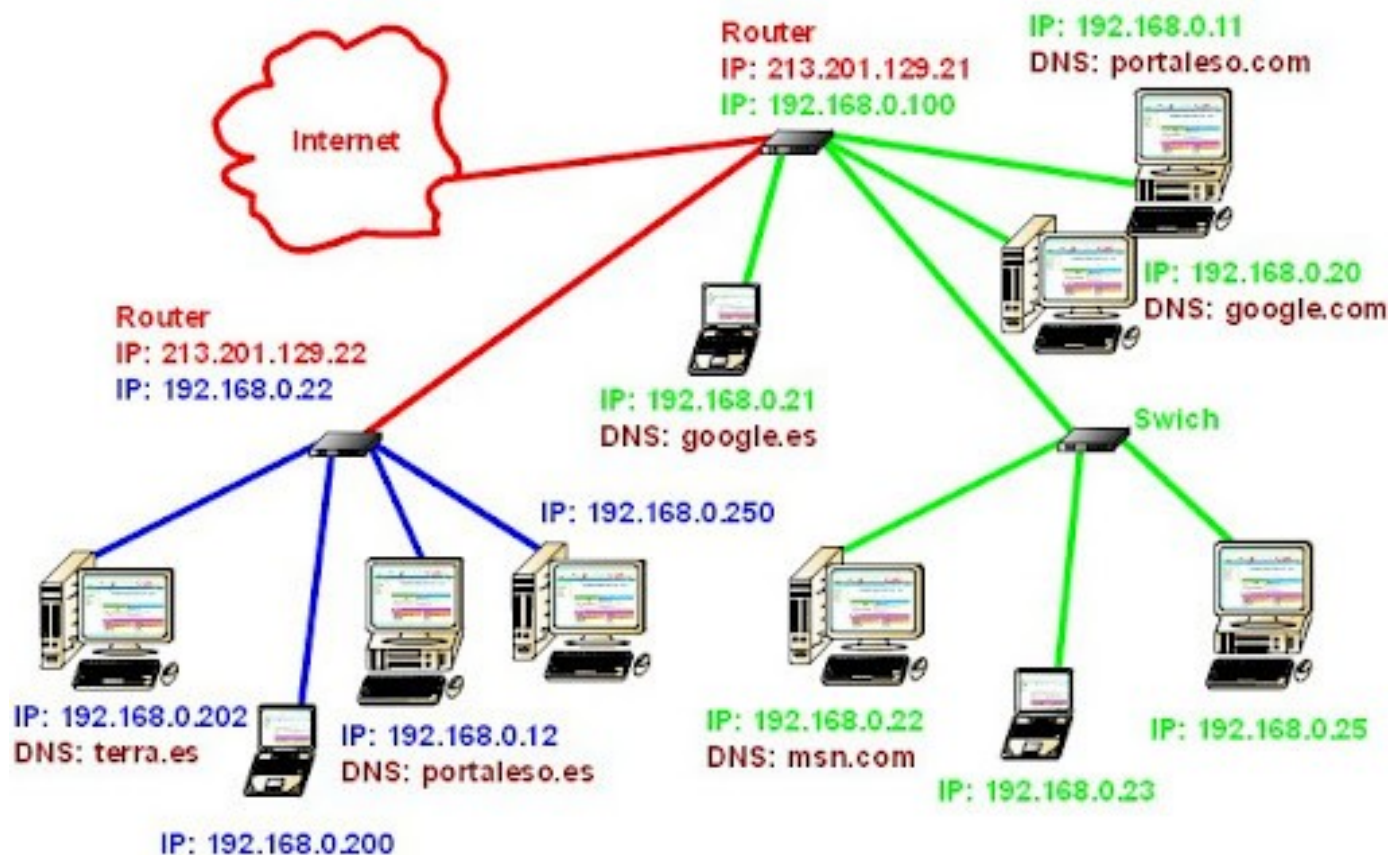 Router
IP: 213.201.129.21
IP: 192.168.0.100
IP: 192.168.0.11
DNS: portaleso.com
Internet
IP: 192.168.0.20
DNS: google.com
Router
IP: 213.201.129.22
IP: 192.168.0.22
IP: 192.168.0.21
DNS: google.es
Swich
IP: 192.168.0.250
IP: 192.168.0.202
DNS: terra.es
IP: 192.168.0.12
DNS: portaleso.es
IP: 192.168.0.200
IP: 192.168.0.22
DNS: msn.com
IP: 192.168.0.23
IP: 192.168.0.25